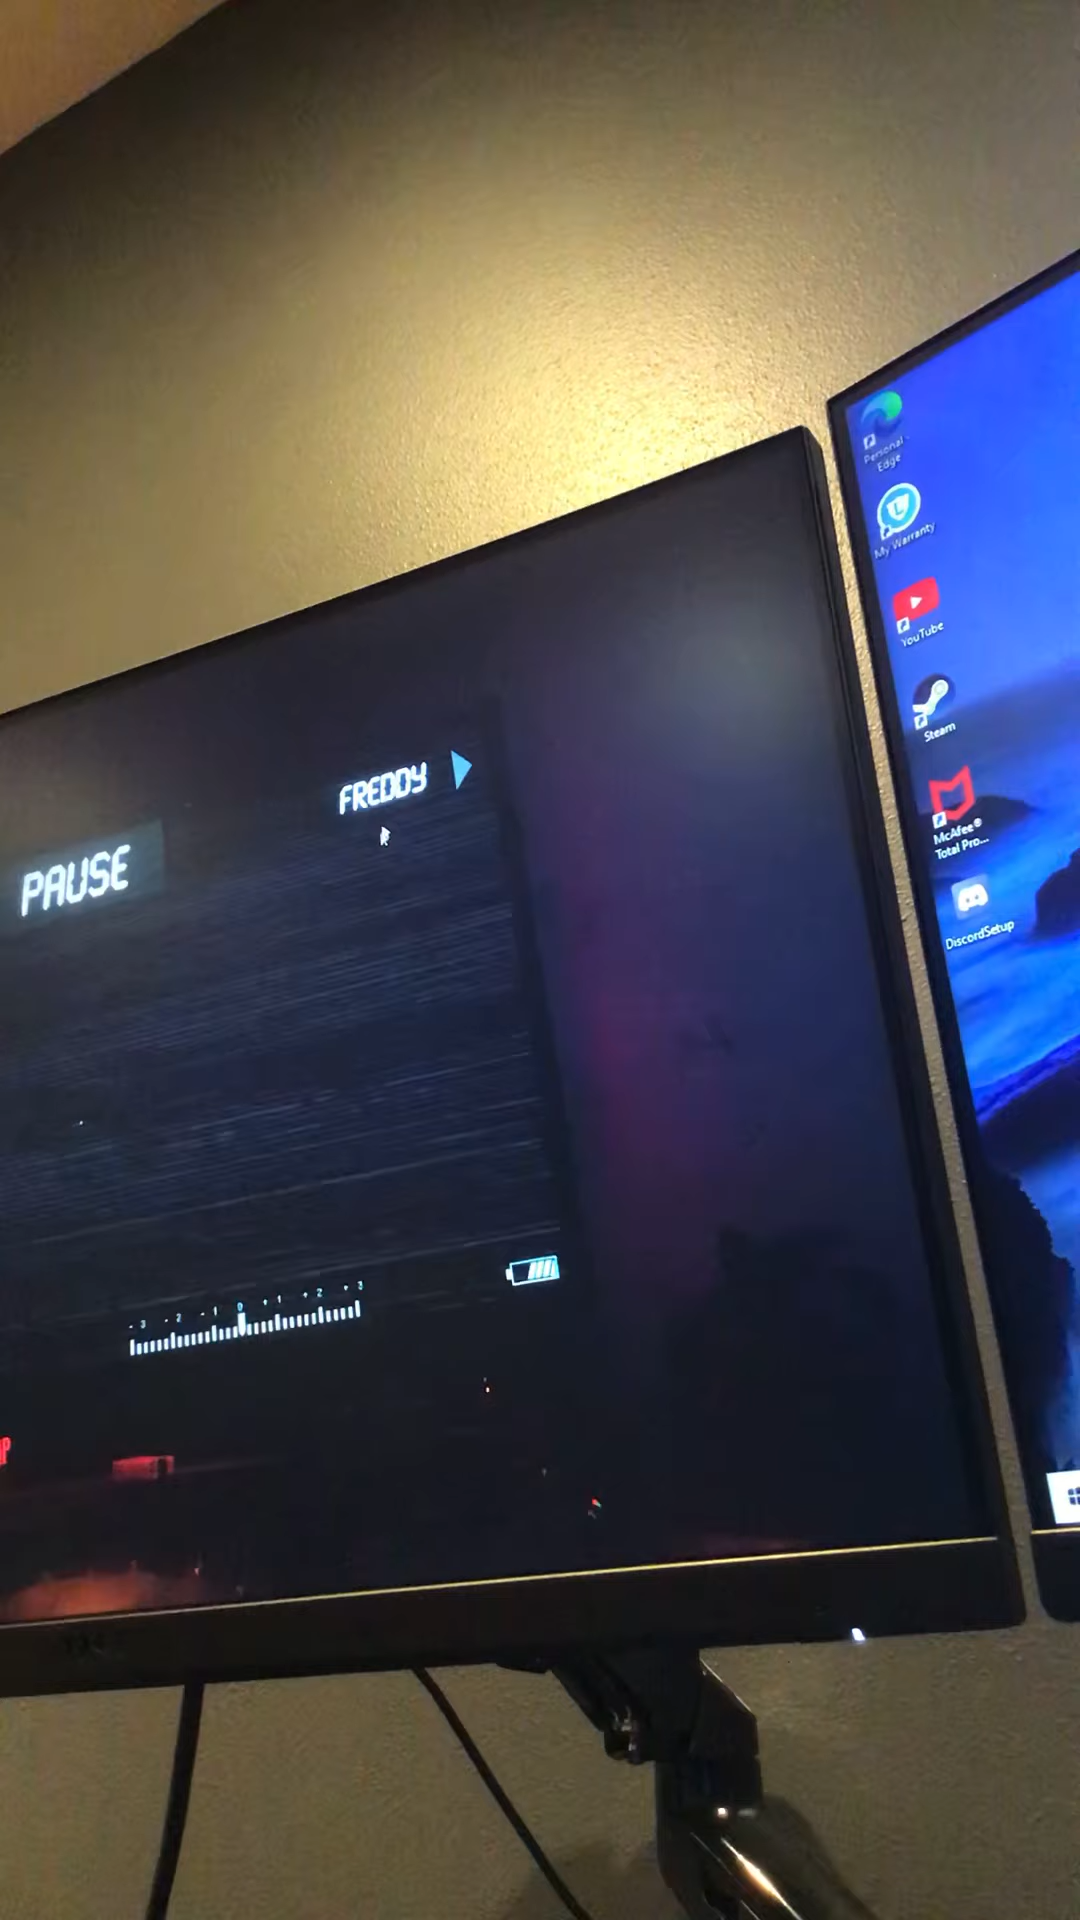 FREDDY
PAUSE
-3 -2 -1 0 +1 +2 +3
Personal -
Edge
My Warranty
YouTube
Steam
McAfee®
Total Pro...
DiscordSetup